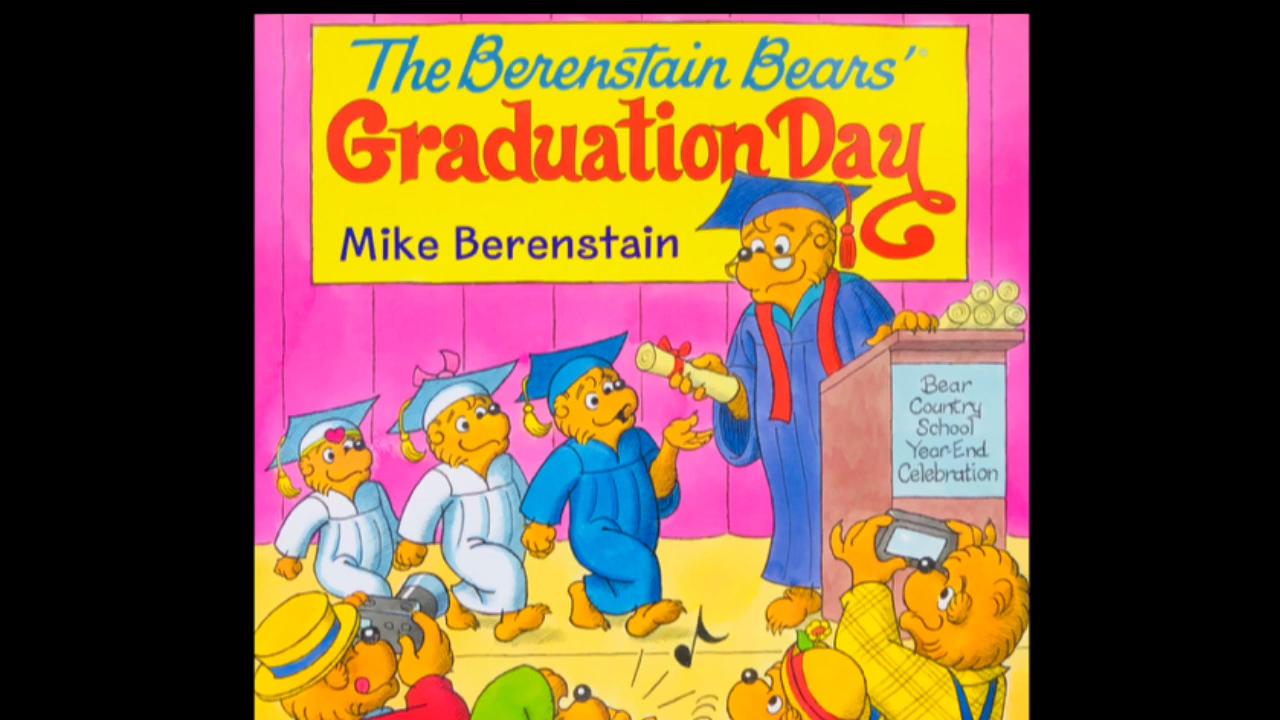 The Berenstain Bears'
Graduation Day
Mike Berenstain
Bear
Country
School
Year-End
Celebration